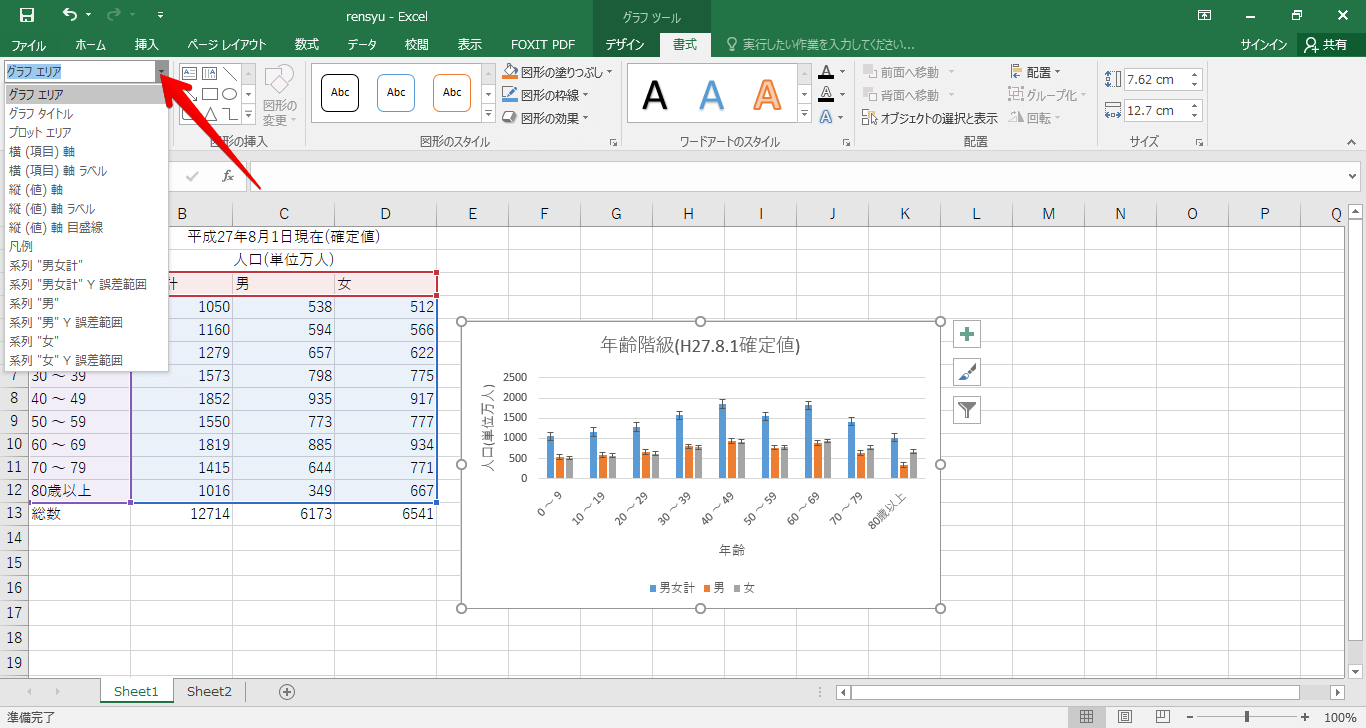 rensyu - Excel
グラフ ツール
ファイル ホーム 挿入 ページ レイアウト 数式 データ 校閲 表示 FOXIT PDF デザイン 書式 実行したい作業を入力してください... サインイン 共有
グラフ エリア
グラフ エリア
グラフ タイトル
プロット エリア
横 (項目) 軸
横 (項目) 軸 ラベル
縦 (値) 軸
縦 (値) 軸 ラベル
縦 (値) 軸 目盛線
凡例
系列 "男女計"
系列 "男女計" Y 誤差範囲
系列 "男"
系列 "男" Y 誤差範囲
系列 "女"
系列 "女" Y 誤差範囲
図形の
変更
図形の挿入
Abc Abc Abc
図形の塗りつぶし
図形の枠線
図形の効果
図形のスタイル
A A A
A
A
A
ワードアートのスタイル
前面へ移動
背面へ移動
オブジェクトの選択と表示
配置
グループ化
回転
配置
7.62 cm
12.7 cm
サイズ
fx
B C D E F G H I J K L M N O P Q
平成27年8月1日現在(確定値)
人口(単位万人)
計 男 女
1050 538 512
1160 594 566
1279 657 622
7 30 ～ 39 1573 798 775
8 40 ～ 49 1852 935 917
9 50 ～ 59 1550 773 777
10 60 ～ 69 1819 885 934
11 70 ～ 79 1415 644 771
12 80歳以上 1016 349 667
13 総数 12714 6173 6541
14
15
16
17
18
19
年齢階級(H27.8.1確定値)
人口(単位万人)
2500
2000
1500
1000
500
0
0 ～ 9
10 ～ 19
20 ～ 29
30 ～ 39
40 ～ 49
50 ～ 59
60 ～ 69
70 ～ 79
80歳以上
年齢
男女計 男 女
Sheet1 Sheet2
準備完了
100%